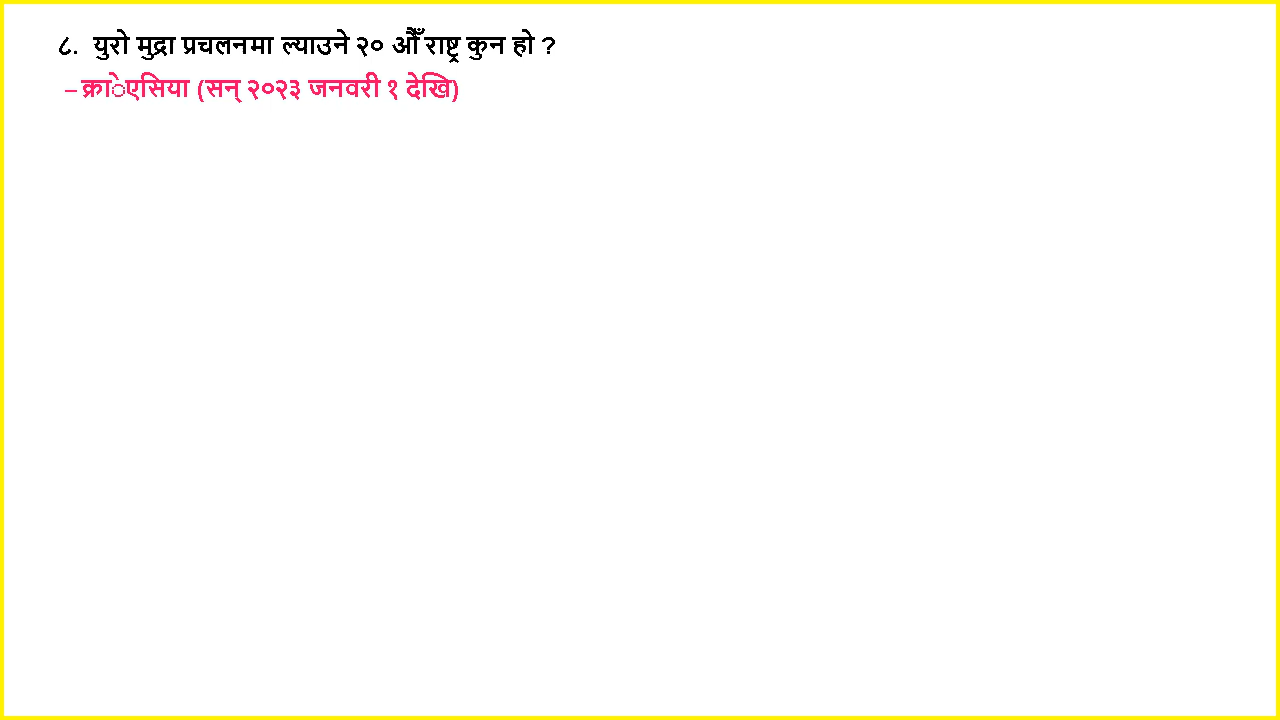 ८.  युरो मुद्रा प्रचलनमा ल्याउने २० औँ राष्ट्र कुन हो ?
– क्राेएसिया (सन् २०२३ जनवरी १ देखि)